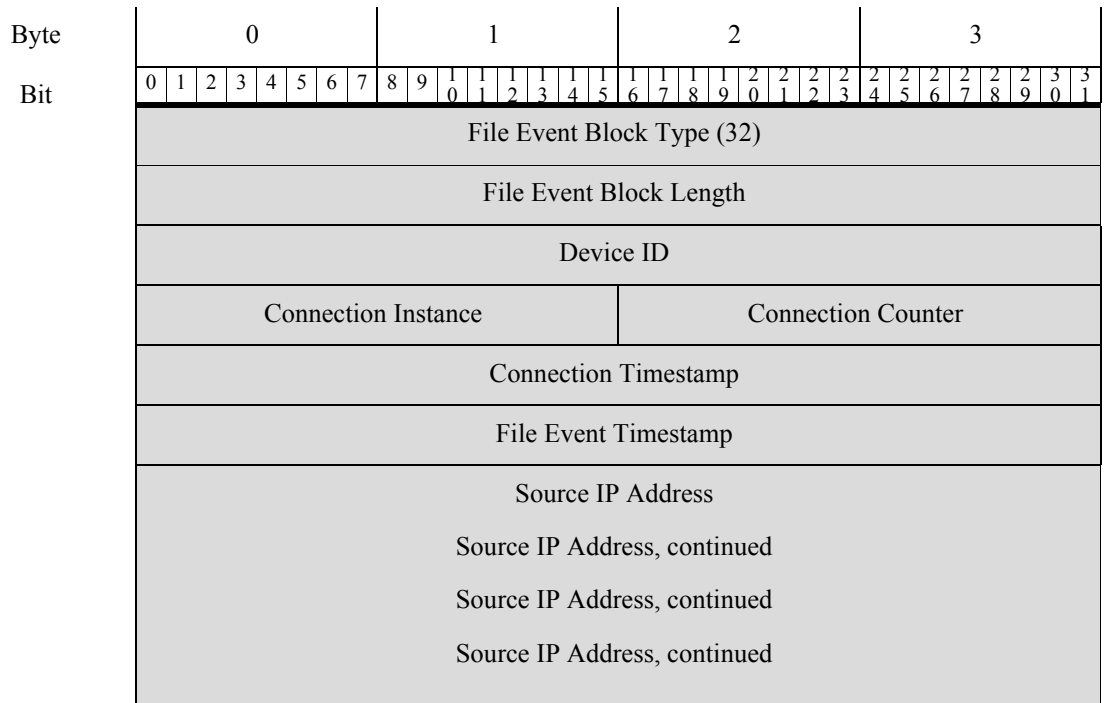 Byte 0 1 2 3
Bit 0 1 2 3 4 5 6 7 8 9 10 11 12 13 14 15 16 17 18 19 20 21 22 23 24 25 26 27 28 29 30 31
File Event Block Type (32)
File Event Block Length
Device ID
Connection Instance Connection Counter
Connection Timestamp
File Event Timestamp
Source IP Address
Source IP Address, continued
Source IP Address, continued
Source IP Address, continued